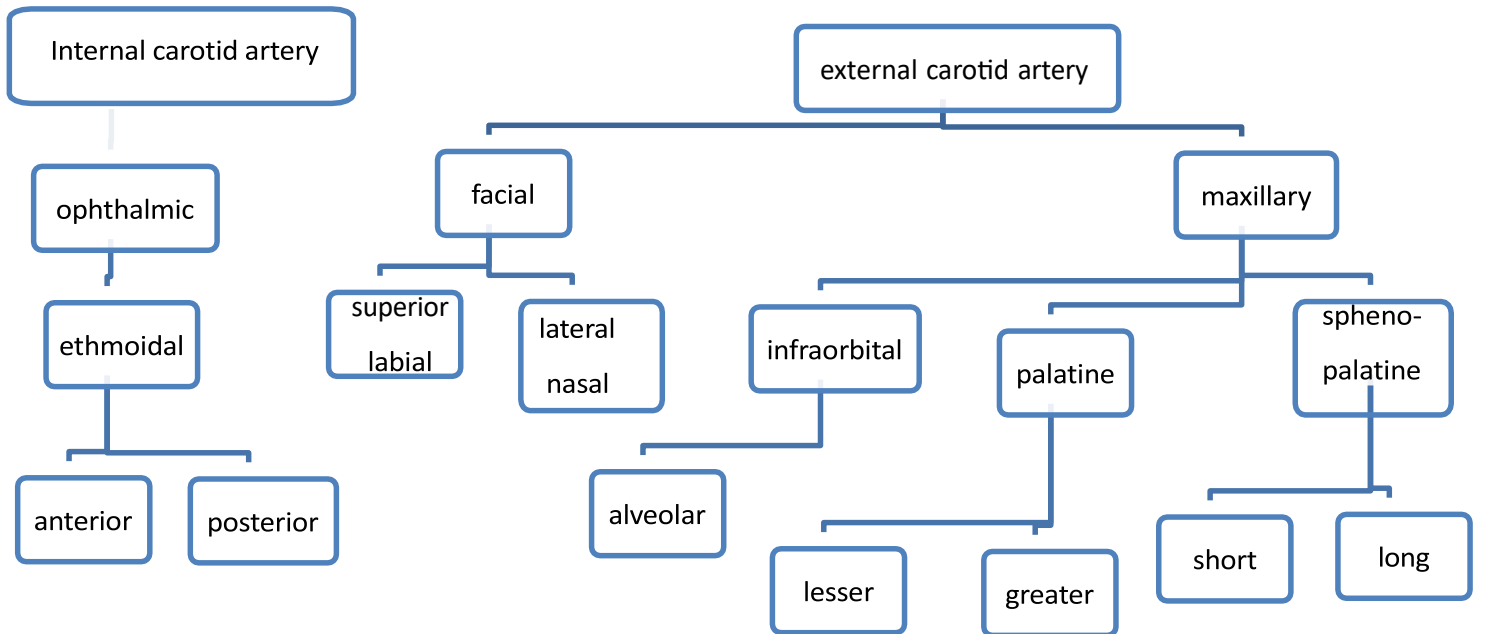 Internal carotid artery
external carotid artery
ophthalmic
facial
maxillary
ethmoidal
superior
labial
lateral
nasal
infraorbital
palatine
spheno-
palatine
anterior
posterior
alveolar
lesser
greater
short
long